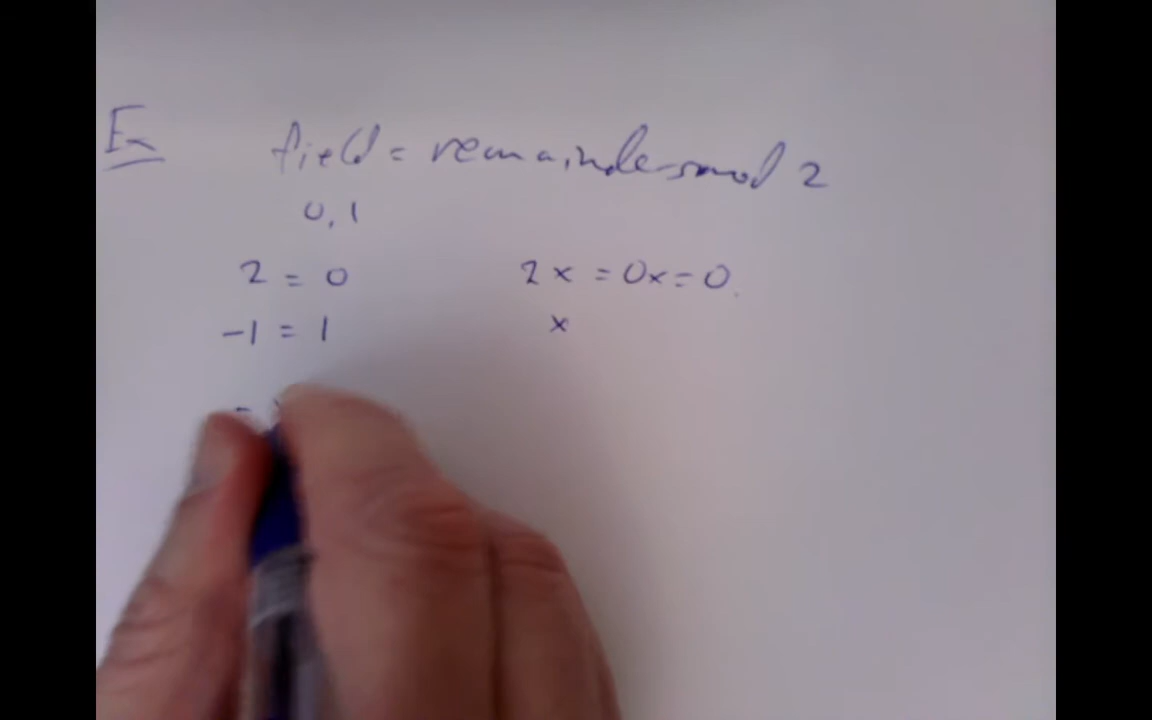 Ex field = remainders mod 2
0, 1
2 = 0 2x = 0x = 0.
-1 = 1 x
-